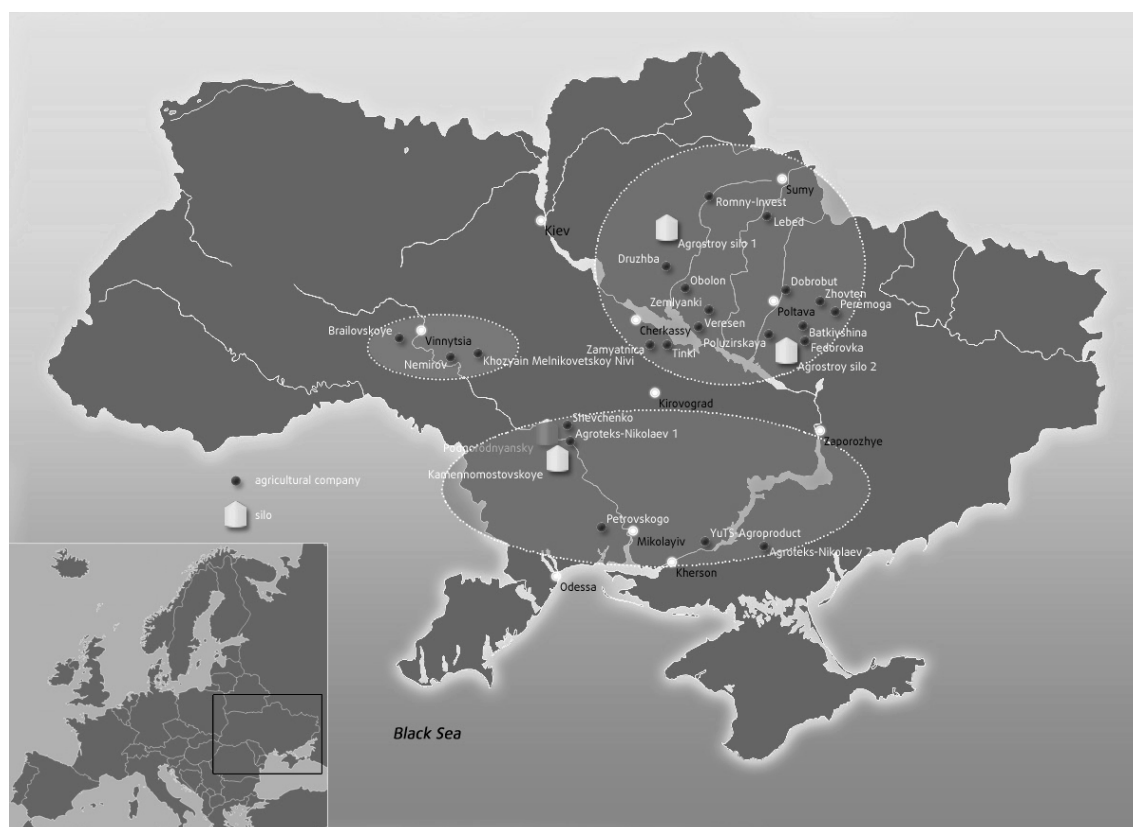 Sumy
Romny-Invest
Lebed
Kiev
Agrostroy silo 1
Druzhba
Obolon
Dobrobut
Zhovten
Zemlyanki
Poltava
Peremoga
Veresen
Cherkassy
Batkiyshina
Brailovskoye
Vinnytsia
Poluzirskaya
Fedorovka
Zamyatnica
Tinki
Khozyain Melnikovetskoy Nivi
Nemirov
Agrostroy silo 2
Kirovograd
Shevchenko
Agroteks-Nikolaev 1
Zaporozhye
Podgorodnyansky
Kamennomostovskoye
agricultural company
silo
Petrovskogo
YuTS-Agroproduct
Mikolayiv
Agroteks-Nikolaev 2
Kherson
Odessa
Black Sea